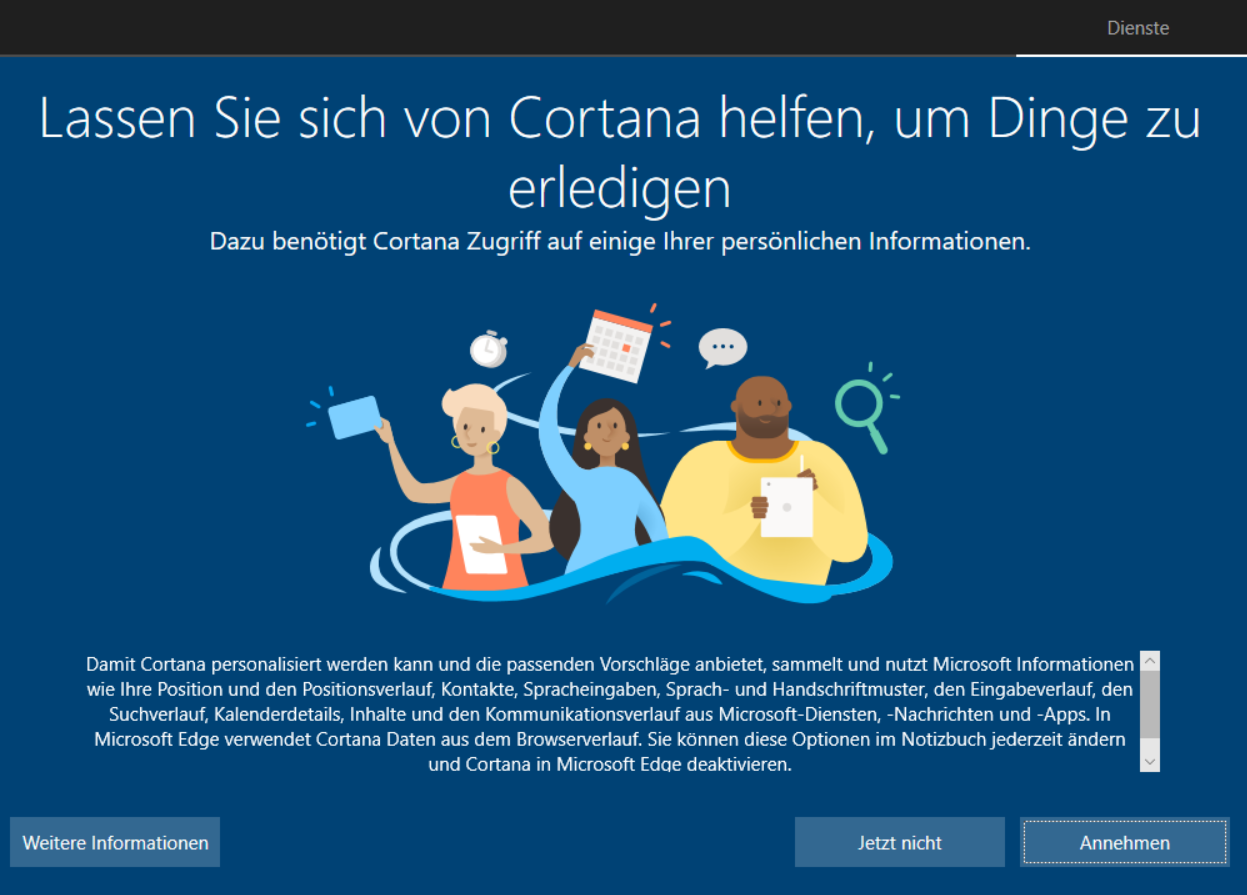 Dienste
Lassen Sie sich von Cortana helfen, um Dinge zu
erledigen
Dazu benötigt Cortana Zugriff auf einige Ihrer persönlichen Informationen.
Damit Cortana personalisiert werden kann und die passenden Vorschläge anbietet, sammelt und nutzt Microsoft Informationen
wie Ihre Position und den Positionsverlauf, Kontakte, Spracheingaben, Sprach- und Handschriftmuster, den Eingabeverlauf, den
Suchverlauf, Kalenderdetails, Inhalte und den Kommunikationsverlauf aus Microsoft-Diensten, -Nachrichten und -Apps. In
Microsoft Edge verwendet Cortana Daten aus dem Browserverlauf. Sie können diese Optionen im Notizbuch jederzeit ändern
und Cortana in Microsoft Edge deaktivieren.
Weitere Informationen
Jetzt nicht
Annehmen